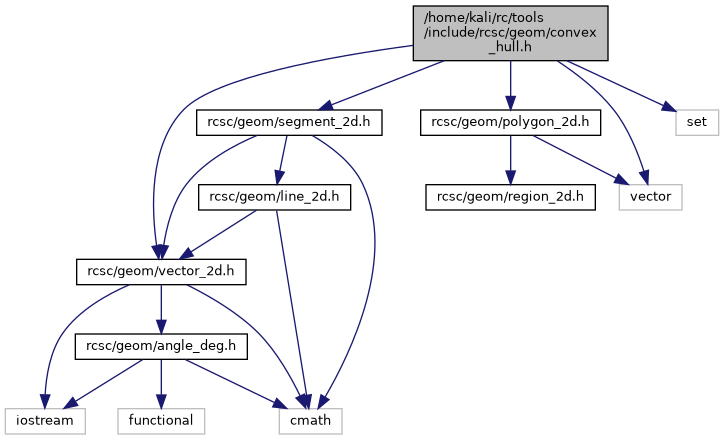 /home/kali/rc/tools
/include/rcsc/geom/convex
_hull.h
rcsc/geom/segment_2d.h
rcsc/geom/polygon_2d.h
set
rcsc/geom/line_2d.h
rcsc/geom/region_2d.h
vector
rcsc/geom/vector_2d.h
rcsc/geom/angle_deg.h
iostream
functional
cmath